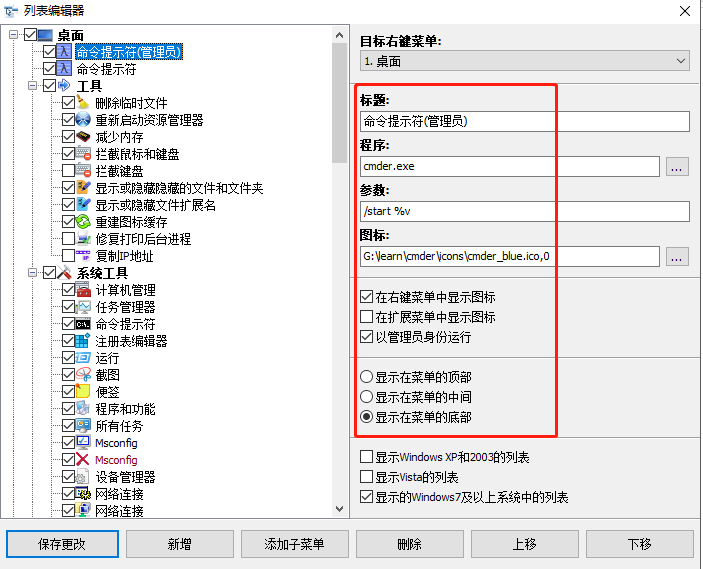 列表编辑器
桌面
命令提示符(管理员)
命令提示符
工具
删除临时文件
重新启动资源管理器
减少内存
拦截鼠标和键盘
拦截键盘
显示或隐藏隐藏的文件和文件夹
显示或隐藏文件扩展名
重建图标缓存
修复打印后台进程
复制IP地址
系统工具
计算机管理
任务管理器
命令提示符
注册表编辑器
运行
截图
便签
程序和功能
所有任务
Msconfig
Msconfig
设备管理器
网络连接
网络连接
目标右键菜单:
1. 桌面
标题:
命令提示符(管理员)
程序:
cmder.exe
...
参数:
/start %v
图标:
G:\learn\cmder\icons\cmder_blue.ico,0
...
在右键菜单中显示图标
在扩展菜单中显示图标
以管理员身份运行
显示在菜单的顶部
显示在菜单的中间
显示在菜单的底部
显示Windows XP和2003的列表
显示Vista的列表
显示的Windows7及以上系统中的列表
保存更改
新增
添加子菜单
删除
上移
下移